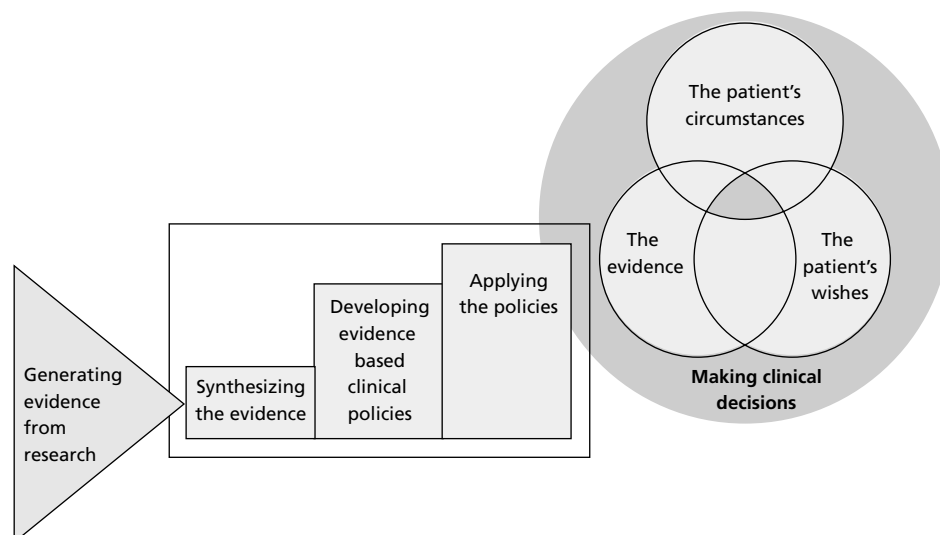 Generating
evidence
from
research
Synthesizing
the evidence
Developing
evidence
based
clinical
policies
Applying
the policies
The patient's
circumstances
The
evidence
The
patient's
wishes
Making clinical
decisions